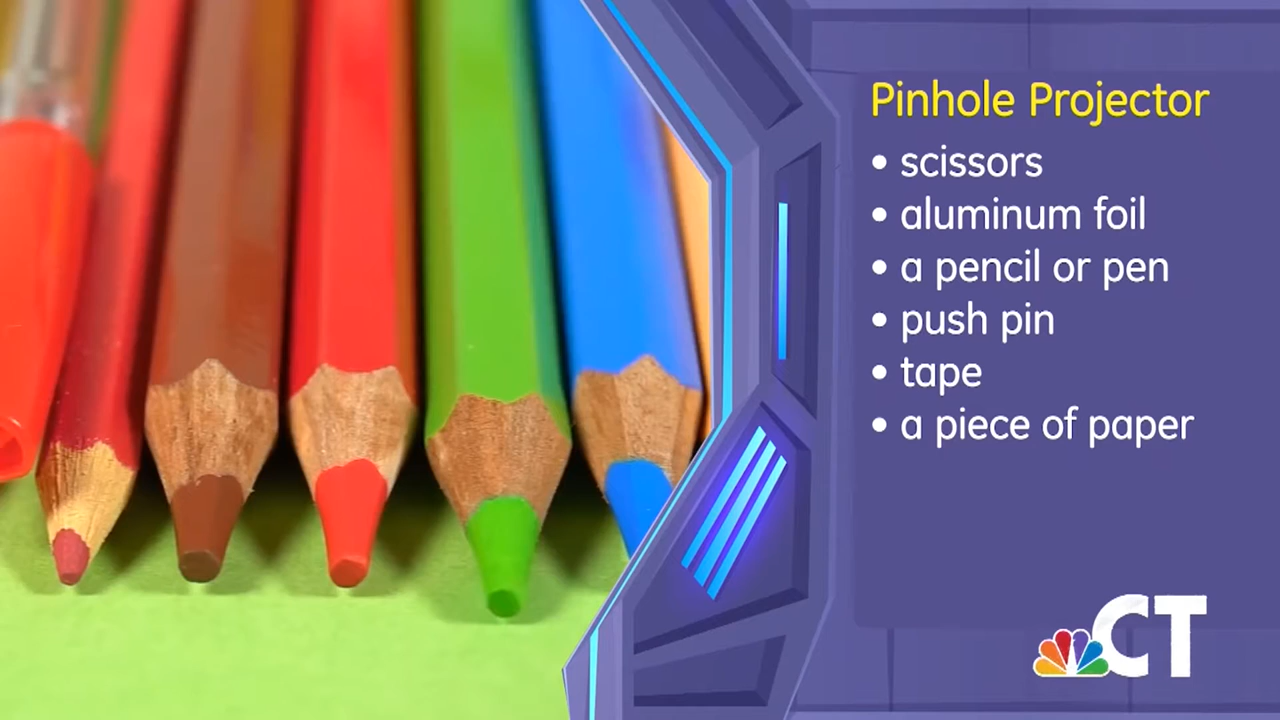 Pinhole Projector
• scissors
• aluminum foil
• a pencil or pen
• push pin
• tape
• a piece of paper
CT